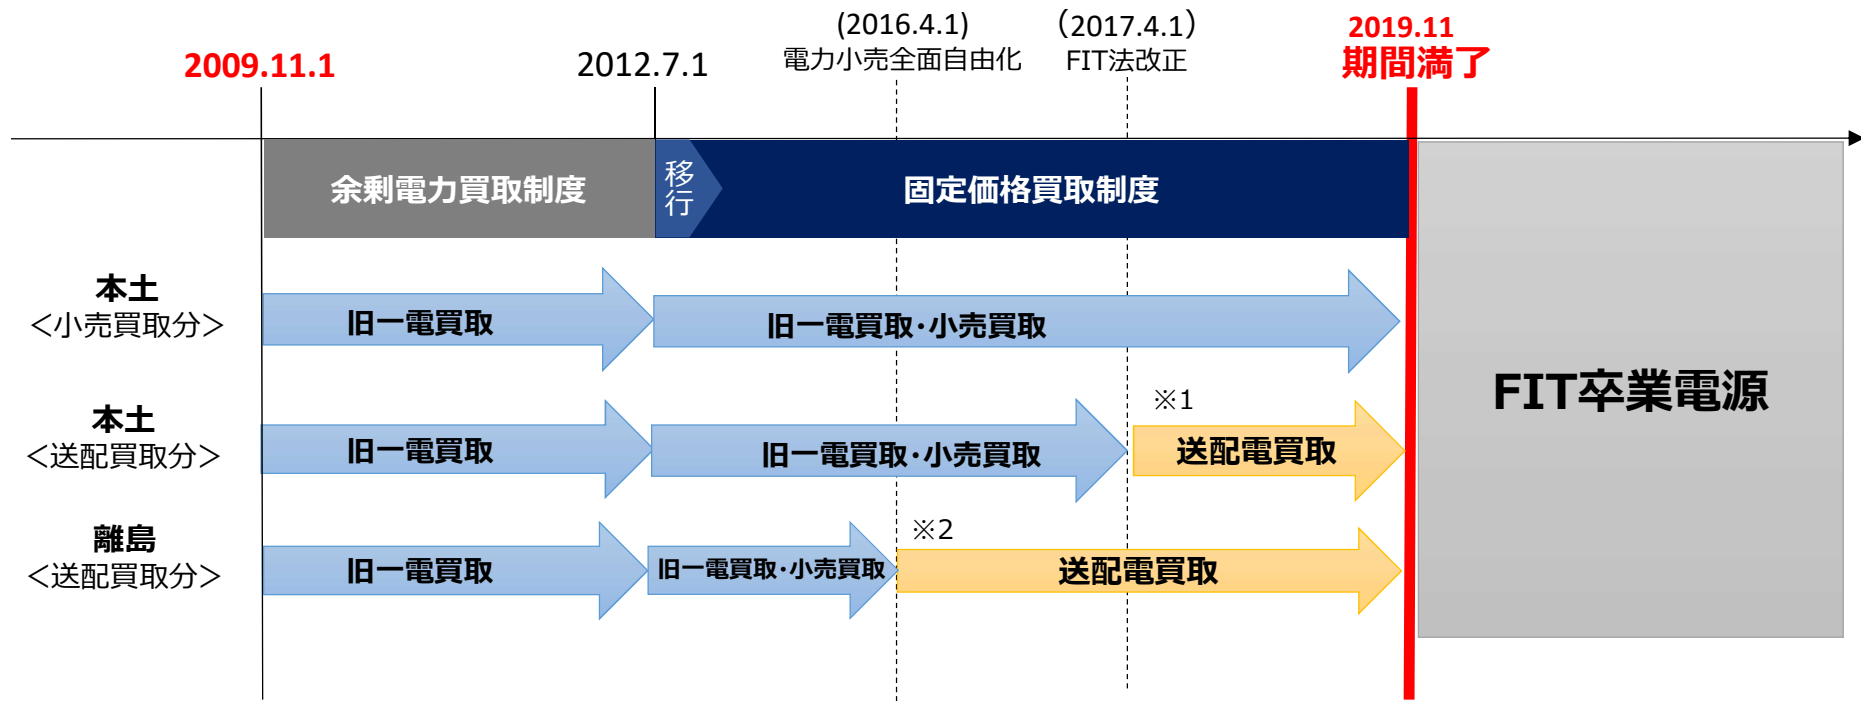 (2016.4.1)
電力小売全面自由化
（2017.4.1）
FIT法改正
2019.11
期間満了
2009.11.1
2012.7.1
余剰電力買取制度
移行
固定価格買取制度
本土
＜小売買取分＞
旧一電買取
旧一電買取・小売買取
FIT卒業電源
本土
＜送配買取分＞
旧一電買取
旧一電買取・小売買取
※1
送配電買取
離島
＜送配買取分＞
旧一電買取
旧一電買取・小売買取
※2
送配電買取